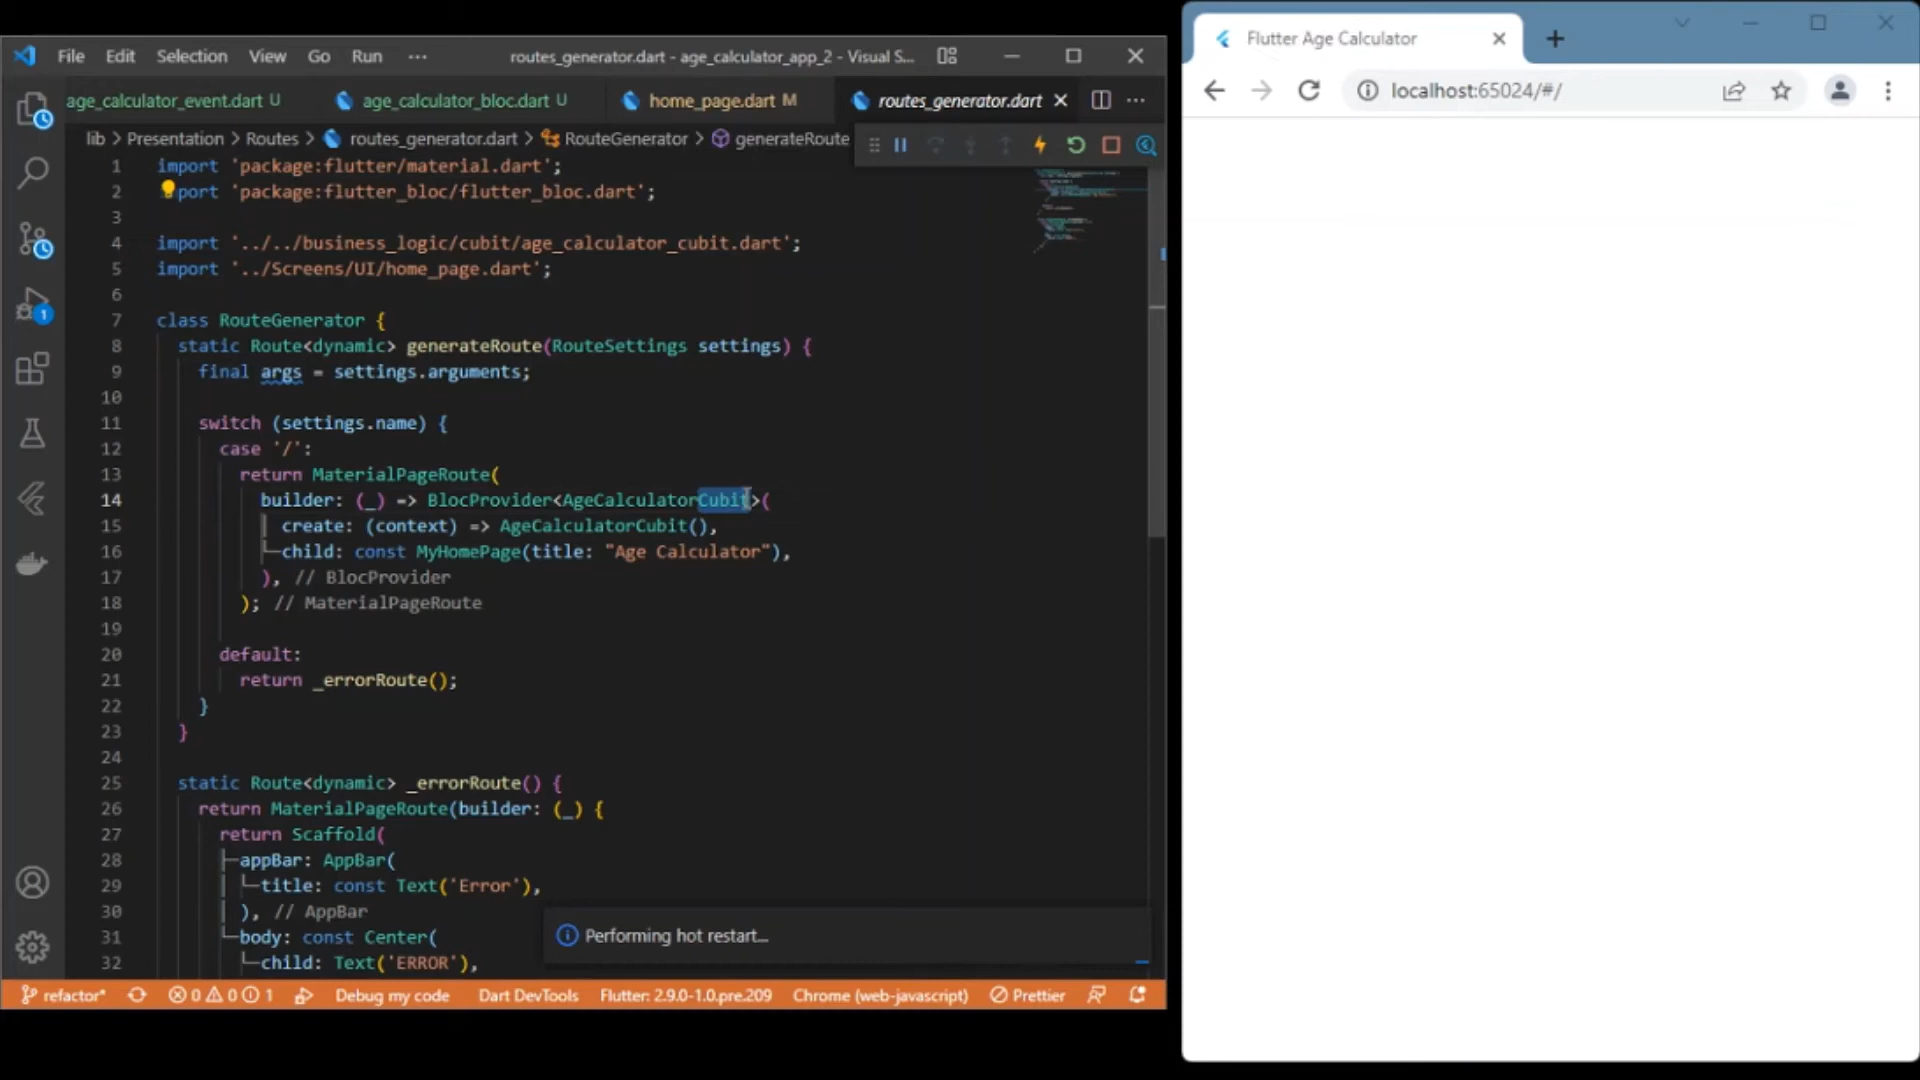 File Edit Selection View Go Run ··· routes_generator.dart - age_calculator_app_2 - Visual S...
age_calculator_event.dart U age_calculator_bloc.dart U home_page.dart M routes_generator.dart
lib > Presentation > Routes > routes_generator.dart > RouteGenerator > generateRoute
1 import 'package:flutter/material.dart';
2 port 'package:flutter_bloc/flutter_bloc.dart';
3
4 import '../../business_logic/cubit/age_calculator_cubit.dart';
5 import '../Screens/UI/home_page.dart';
6
7 class RouteGenerator {
8 static Route<dynamic> generateRoute(RouteSettings settings) {
9 final args = settings.arguments;
10
11 switch (settings.name) {
12 case '/':
13 return MaterialPageRoute(
14 builder: (_) => BlocProvider<AgeCalculatorCubit>(
15 create: (context) => AgeCalculatorCubit(),
16 child: const MyHomePage(title: "Age Calculator"),
17 ), // BlocProvider
18 ); // MaterialPageRoute
19
20 default:
21 return _errorRoute();
22 }
23 }
24
25 static Route<dynamic> _errorRoute() {
26 return MaterialPageRoute(builder: (_) {
27 return Scaffold(
28 appBar: AppBar(
29 title: const Text('Error'),
30 ), // AppBar
31 body: const Center(
32 child: Text('ERROR'),
1
Performing hot restart...
refactor* 0 0 1 Debug my code Dart DevTools Flutter: 2.9.0-1.0.pre.209 Chrome (web-javascript) Prettier
Flutter Age Calculator
localhost:65024/#/